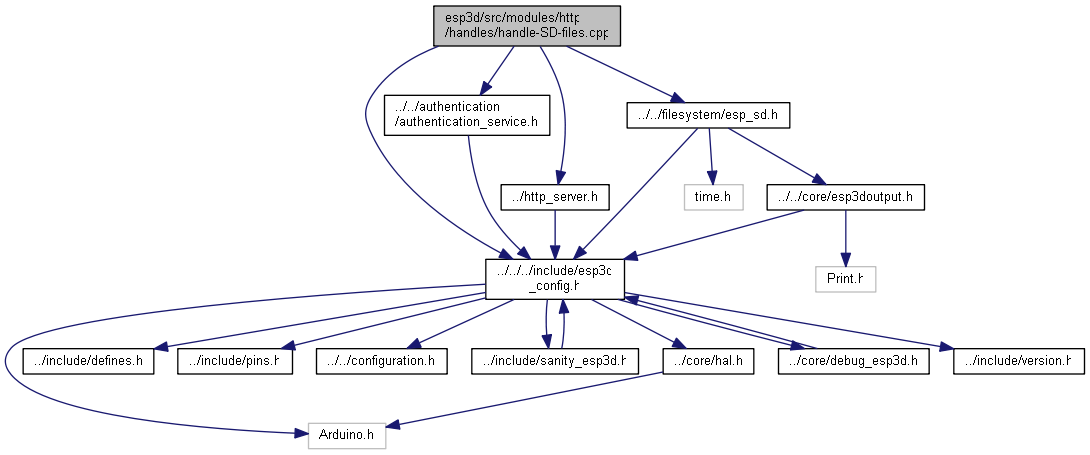 esp3d/src/modules/http
/handles/handle-SD-files.cpp
../../authentication
/authentication_service.h
../../filesystem/esp_sd.h
../http_server.h
time.h
../../core/esp3doutput.h
../../../include/esp3d
_config.h
Print.h
../include/defines.h
../include/pins.h
../../configuration.h
../include/sanity_esp3d.h
../core/hal.h
../core/debug_esp3d.h
../include/version.h
Arduino.h